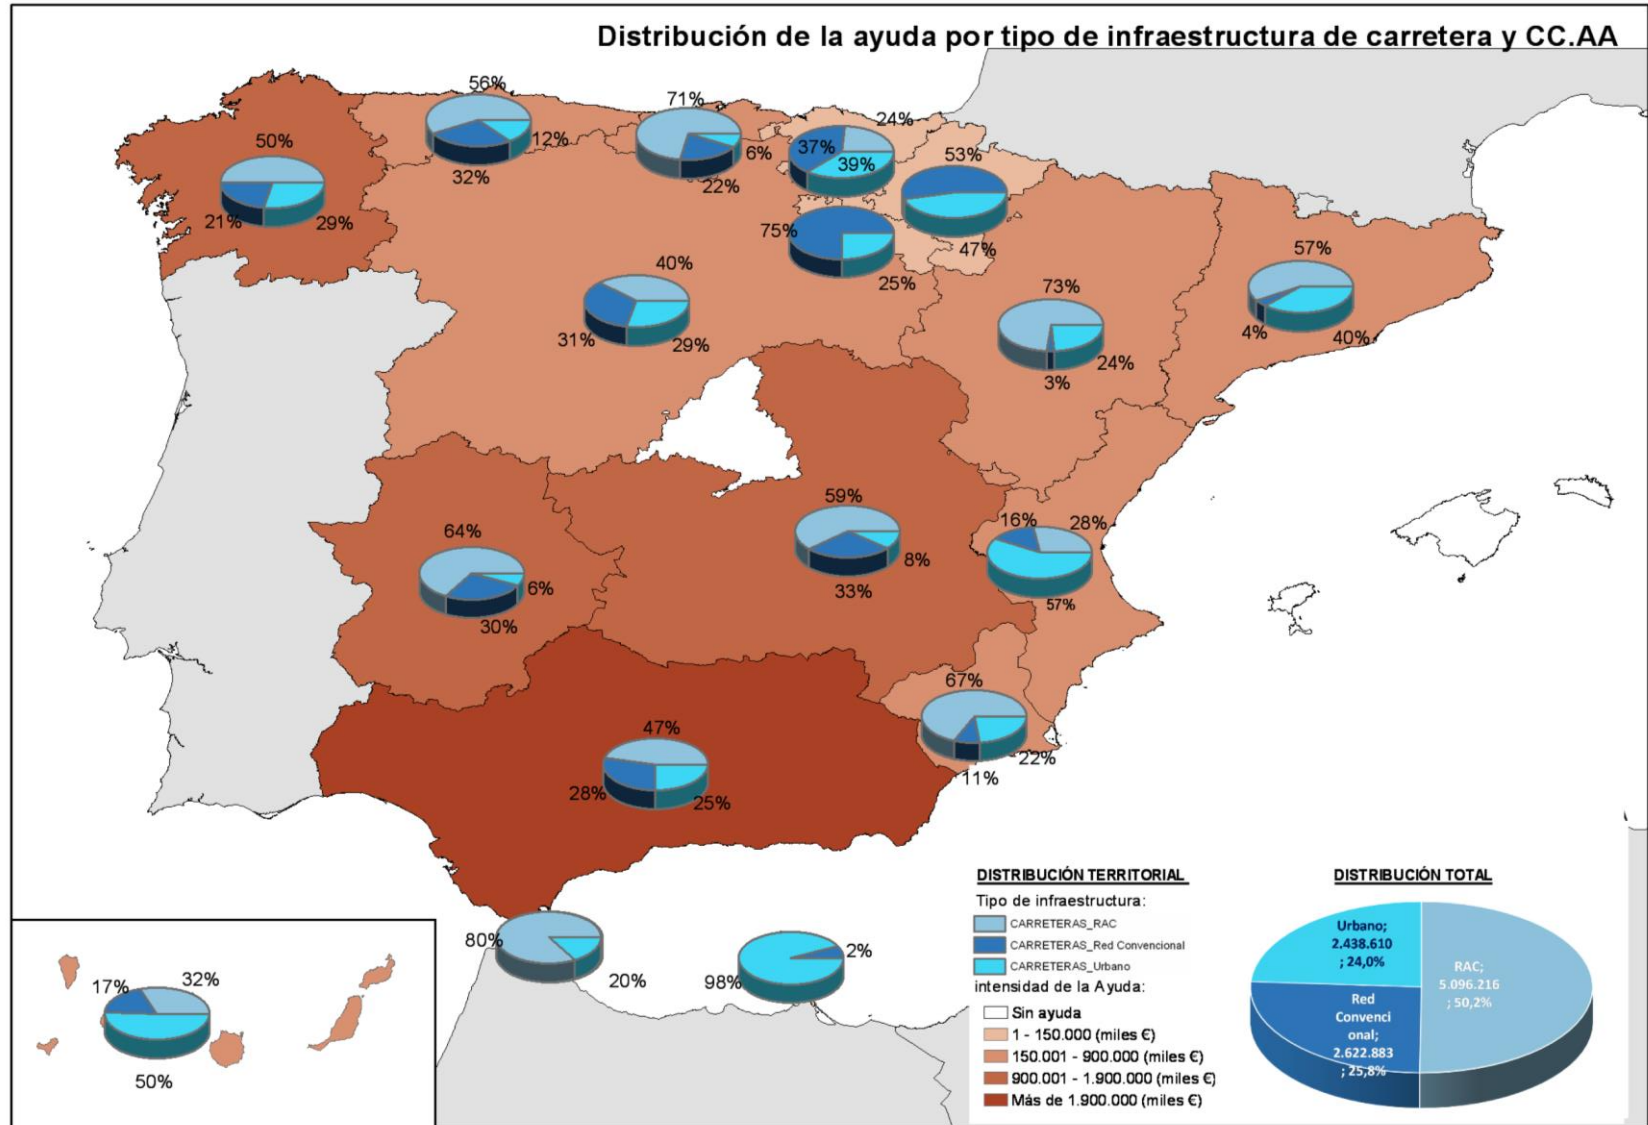 Distribución de la ayuda por tipo de infraestructura de carretera y CC.AA
56%
12%
32%
71%
6%
22%
24%
37%
39%
53%
47%
50%
21%
29%
75%
25%
40%
31%
29%
73%
3%
24%
57%
4%
40%
59%
8%
33%
16%
28%
57%
64%
6%
30%
67%
11%
22%
47%
28%
25%
80%
20%
98%
2%
17%
32%
50%
DISTRIBUCIÓN TERRITORIAL
Tipo de infraestructura:
CARRETERAS_RAC
CARRETERAS_Red Convencional
CARRETERAS_Urbano
intensidad de la Ayuda:
Sin ayuda
1 - 150.000 (miles €)
150.001 - 900.000 (miles €)
900.001 - 1.900.000 (miles €)
Más de 1.900.000 (miles €)
DISTRIBUCIÓN TOTAL
Urbano;
2.438.610
; 24,0%
RAC;
5.096.216
; 50,2%
Red
Convenci
onal;
2.622.883
; 25,8%